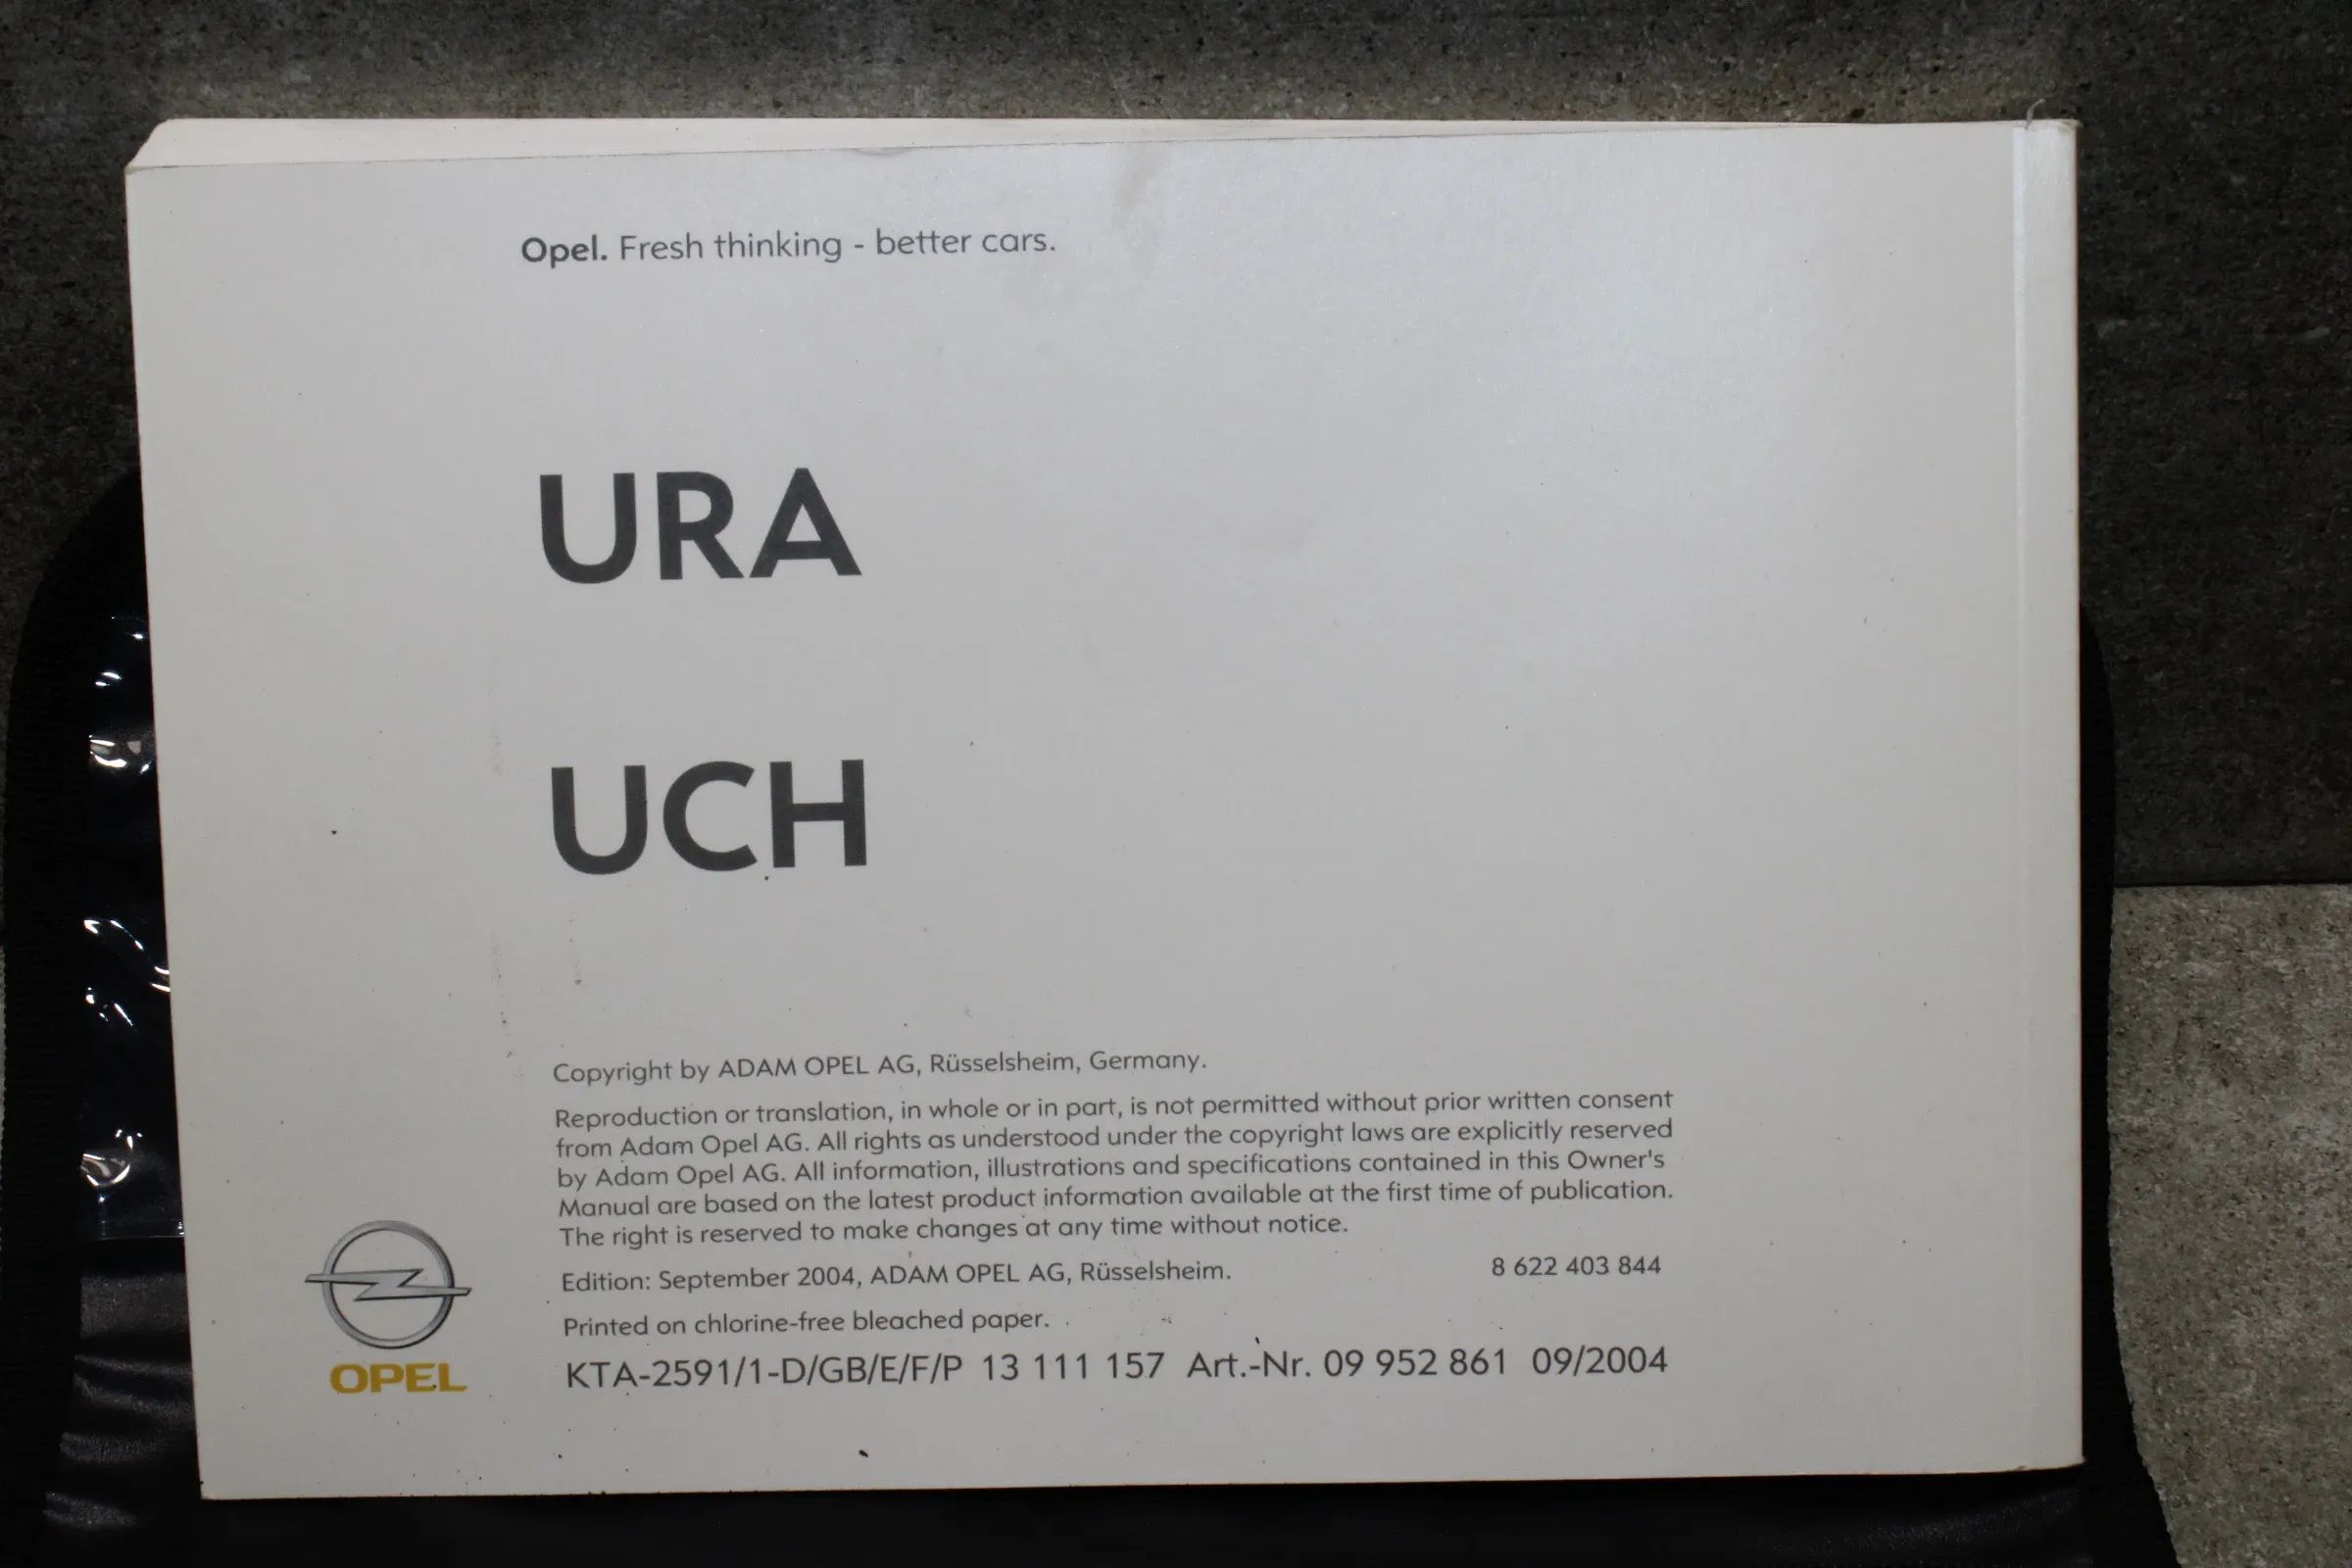 Opel. Fresh thinking - better cars.
URA
UCH
Copyright by ADAM OPEL AG, Rüsselsheim, Germany.
Reproduction or translation, in whole or in part, is not permitted without prior written consent
from Adam Opel AG. All rights as understood under the copyright laws are explicitly reserved
by Adam Opel AG. All information, illustrations and specifications contained in this Owner's
Manual are based on the latest product information available at the first time of publication.
The right is reserved to make changes at any time without notice.
Edition: September 2004, ADAM OPEL AG, Rüsselsheim. 8 622 403 844
Printed on chlorine-free bleached paper.
KTA-2591/1-D/GB/E/F/P 13 111 157 Art.-Nr. 09 952 861 09/2004
OPEL